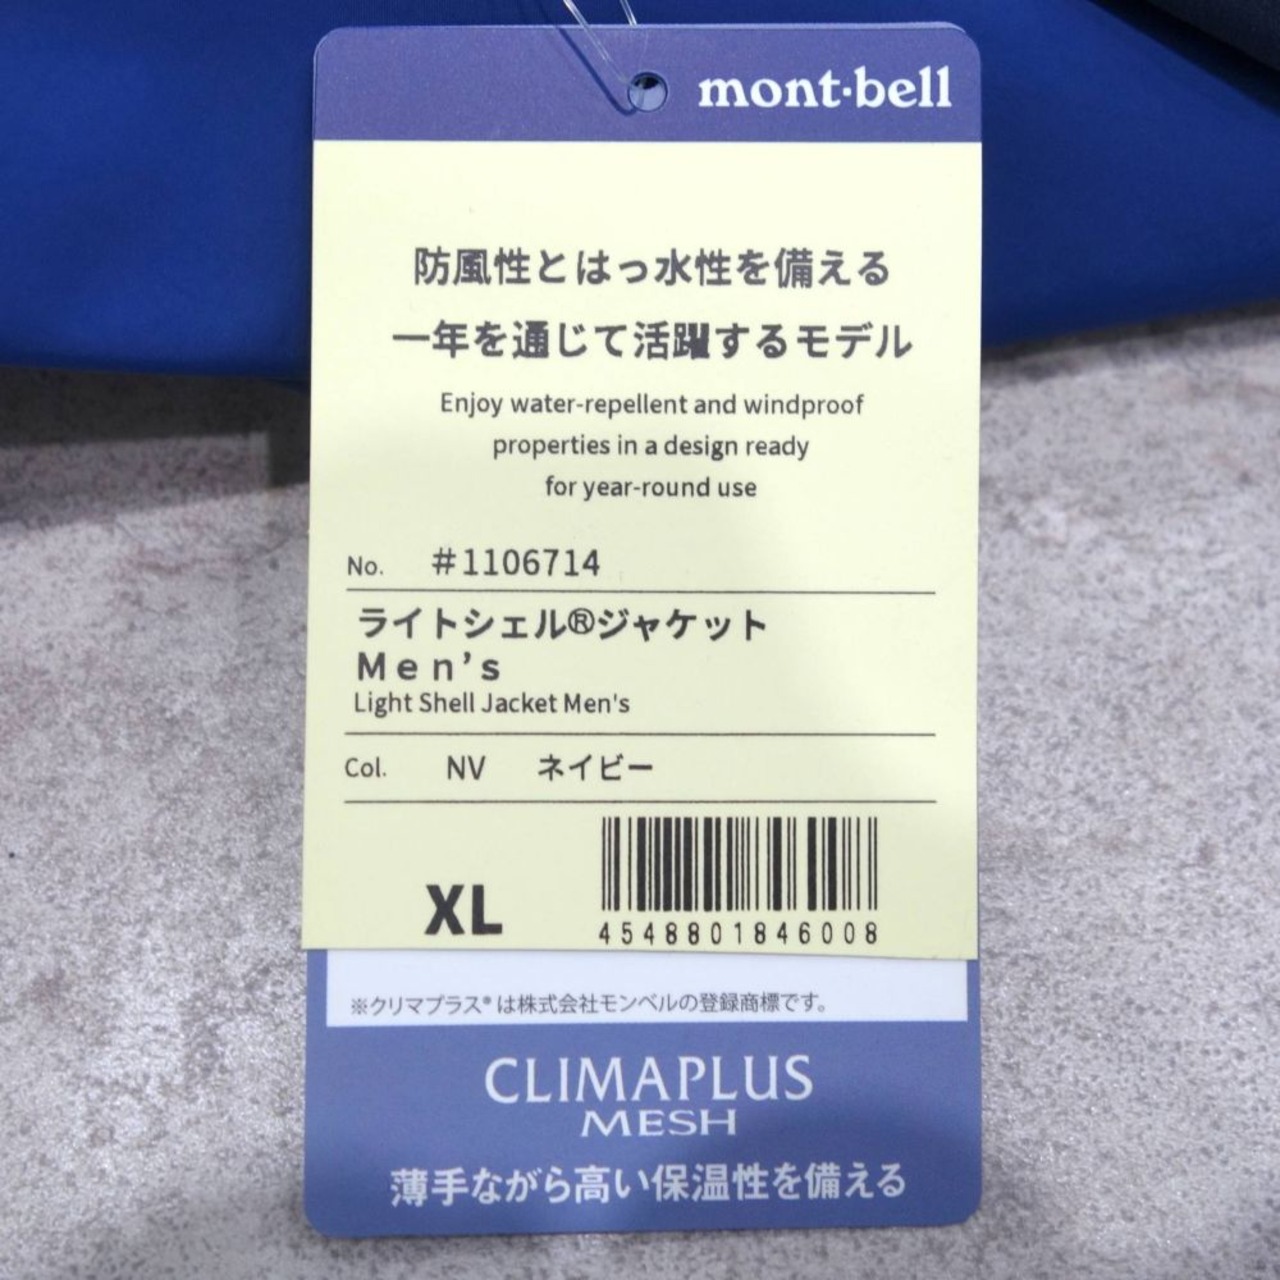 mont·bell
防風性とはっ水性を備える
一年を通じて活躍するモデル
Enjoy water-repellent and windproof
properties in a design ready
for year-round use
No. #1106714
ライトシェル®ジャケット
Men's
Light Shell Jacket Men's
Col. NV ネイビー
XL
4548801846008
※クリマプラス®は株式会社モンベルの登録商標です。
CLIMAPLUS
MESH
薄手ながら高い保温性を備える